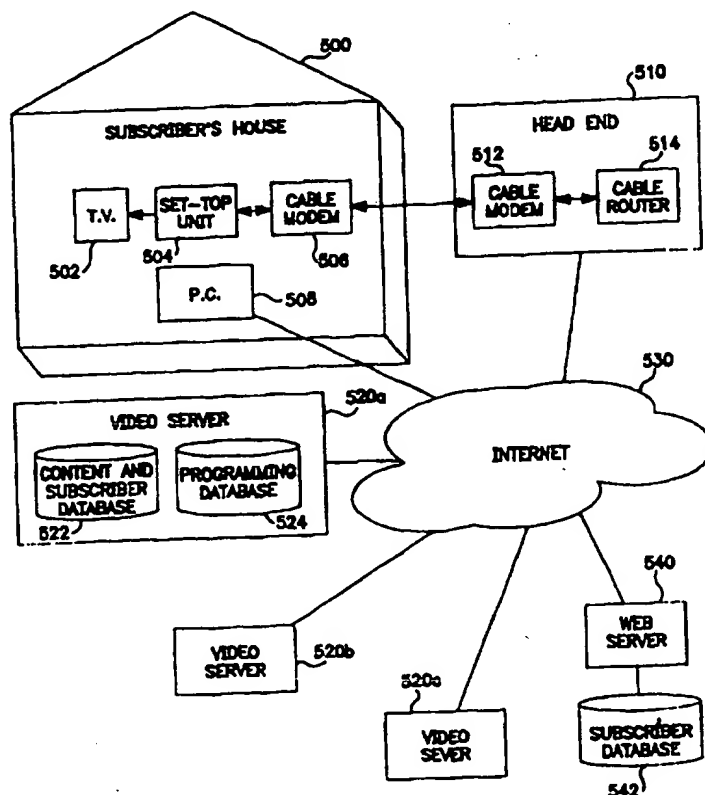 500
SUBSCRIBER'S HOUSE
T.V.
502
SET-TOP
UNIT
504
CABLE
MODEM
506
P.C.
508
510
HEAD END
512
CABLE
MODEM
514
CABLE
ROUTER
520a
VIDEO SERVER
CONTENT AND
SUBSCRIBER
DATABASE
522
PROGRAMMING
DATABASE
524
530
INTERNET
VIDEO
SERVER
520b
520c
VIDEO
SEVER
540
WEB
SERVER
SUBSCRIBER
DATABASE
542